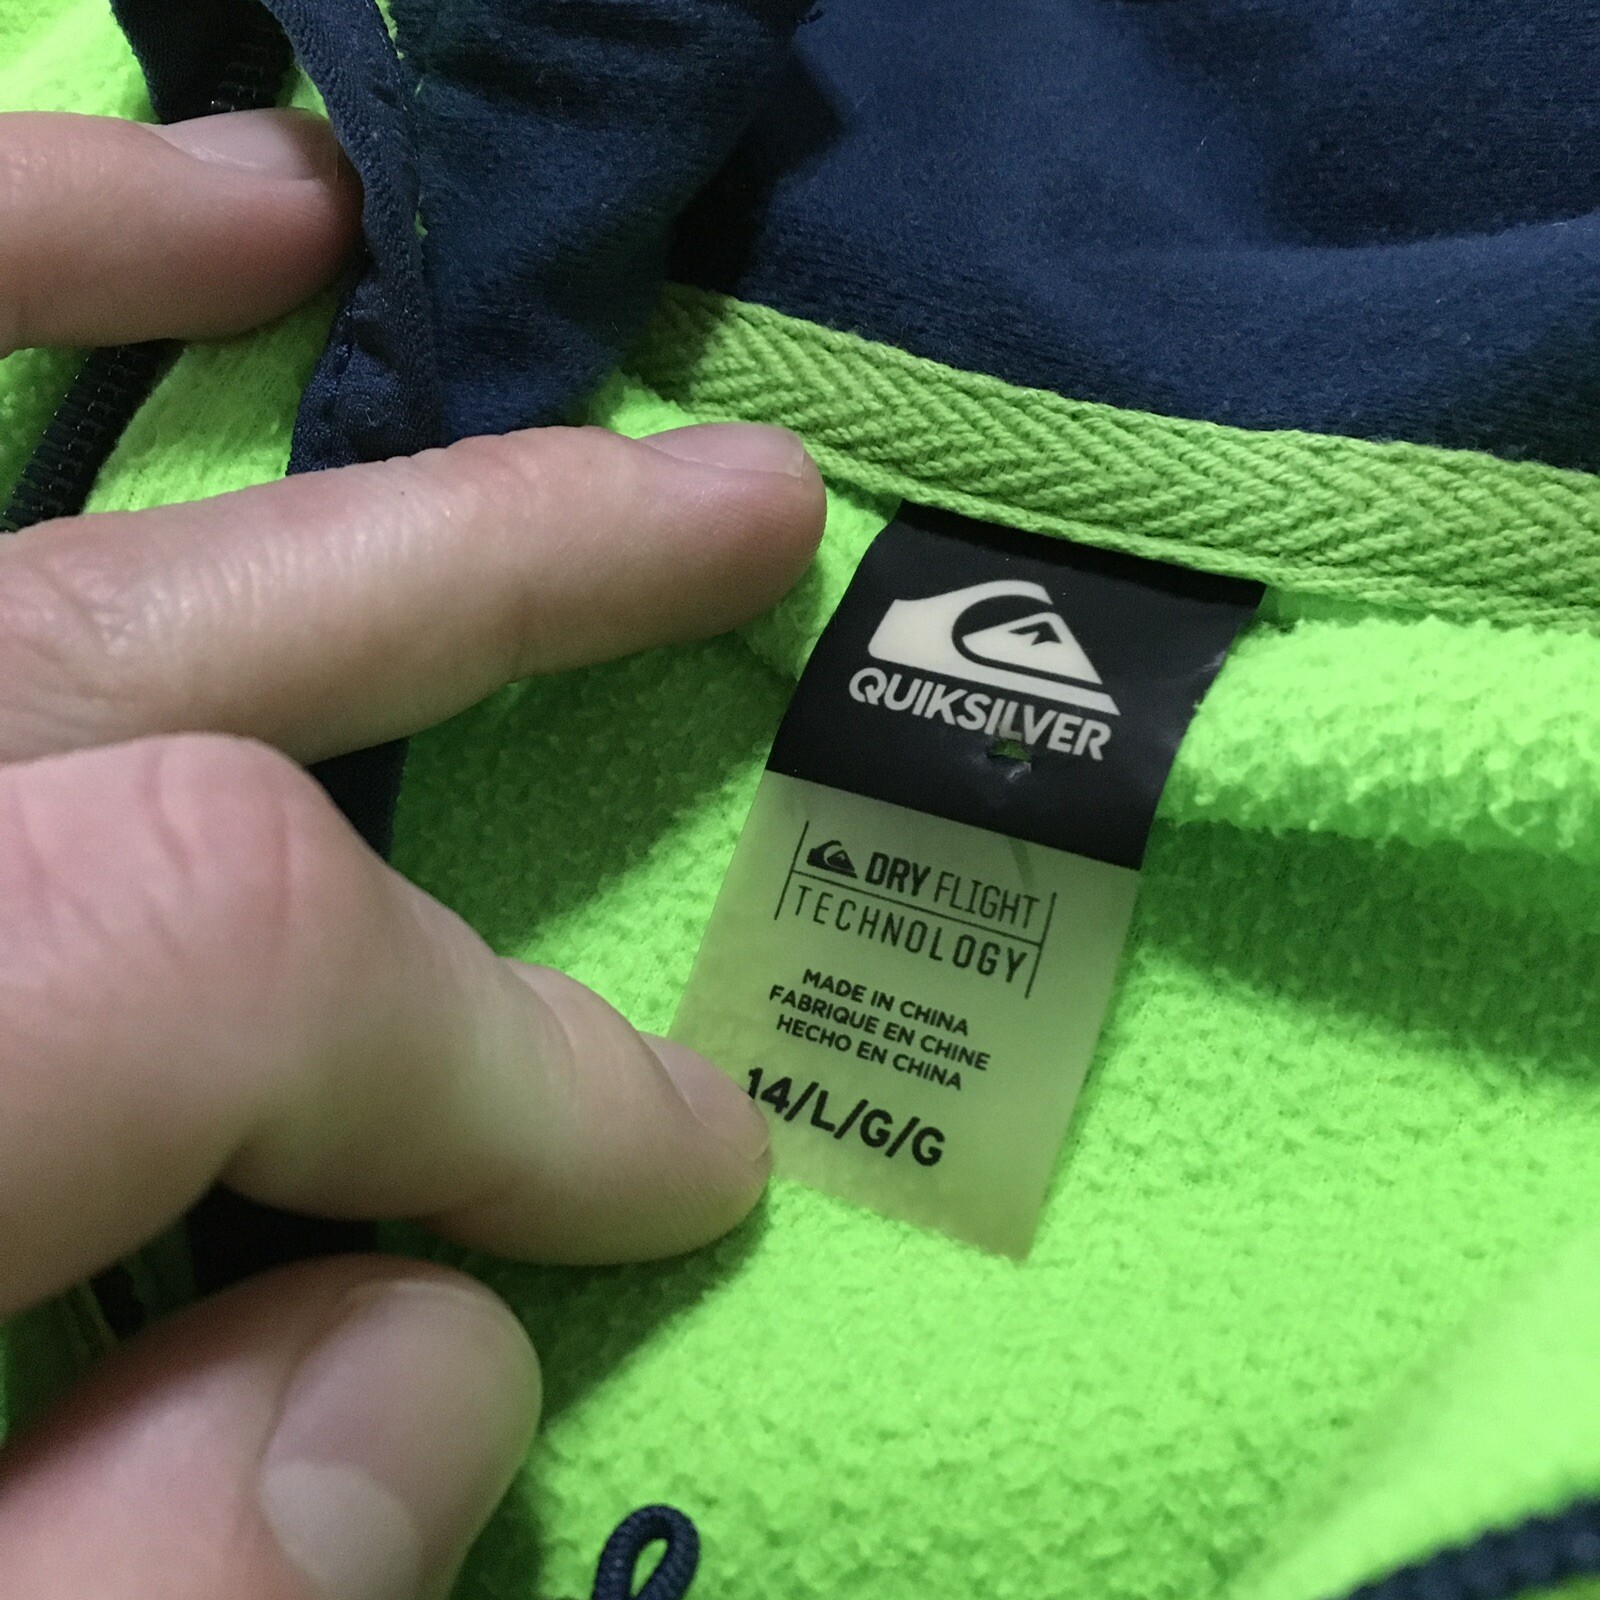 QUIKSILVER
DRY FLIGHT
TECHNOLOGY
MADE IN CHINA
FABRIQUE EN CHINE
HECHO EN CHINA
14/L/G/G